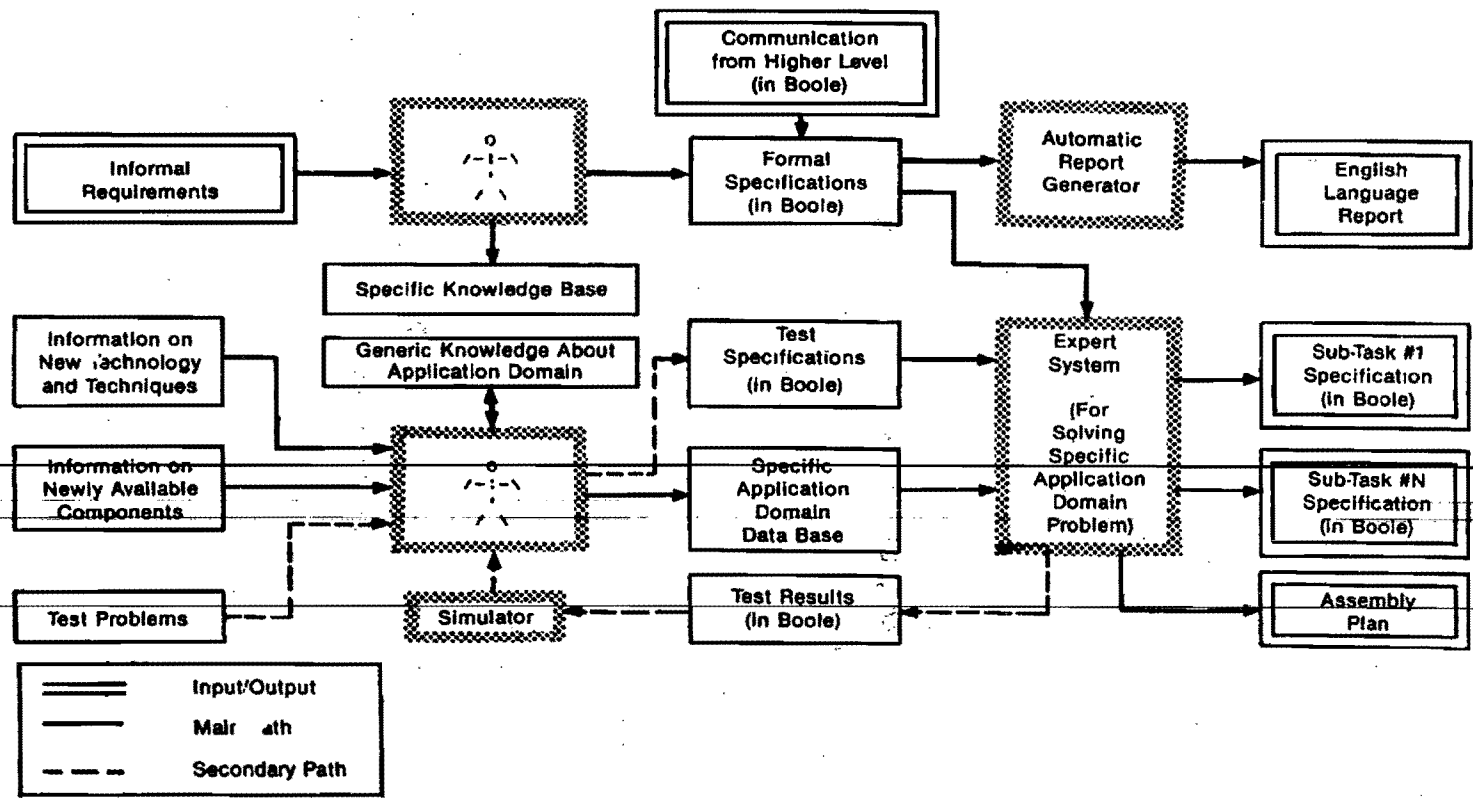 Communication
from Higher Level
(in Boole)
Informal
Requirements
Formal
Specifications
(in Boole)
Automatic
Report
Generator
English
Language
Report
Specific Knowledge Base
Information on
New Technology
and Techniques
Generic Knowledge About
Application Domain
Test
Specifications
(in Boole)
Expert
System
(For
Solving
Specific
Application
Domain
Problem)
Sub-Task #1
Specification
(in Boole)
Information on
Newly Available
Components
Specific
Application
Domain
Data Base
Sub-Task #N
Specification
(in Boole)
Test Problems
Simulator
Test Results
(in Boole)
Assembly
Plan
Input/Output
Main Path
Secondary Path